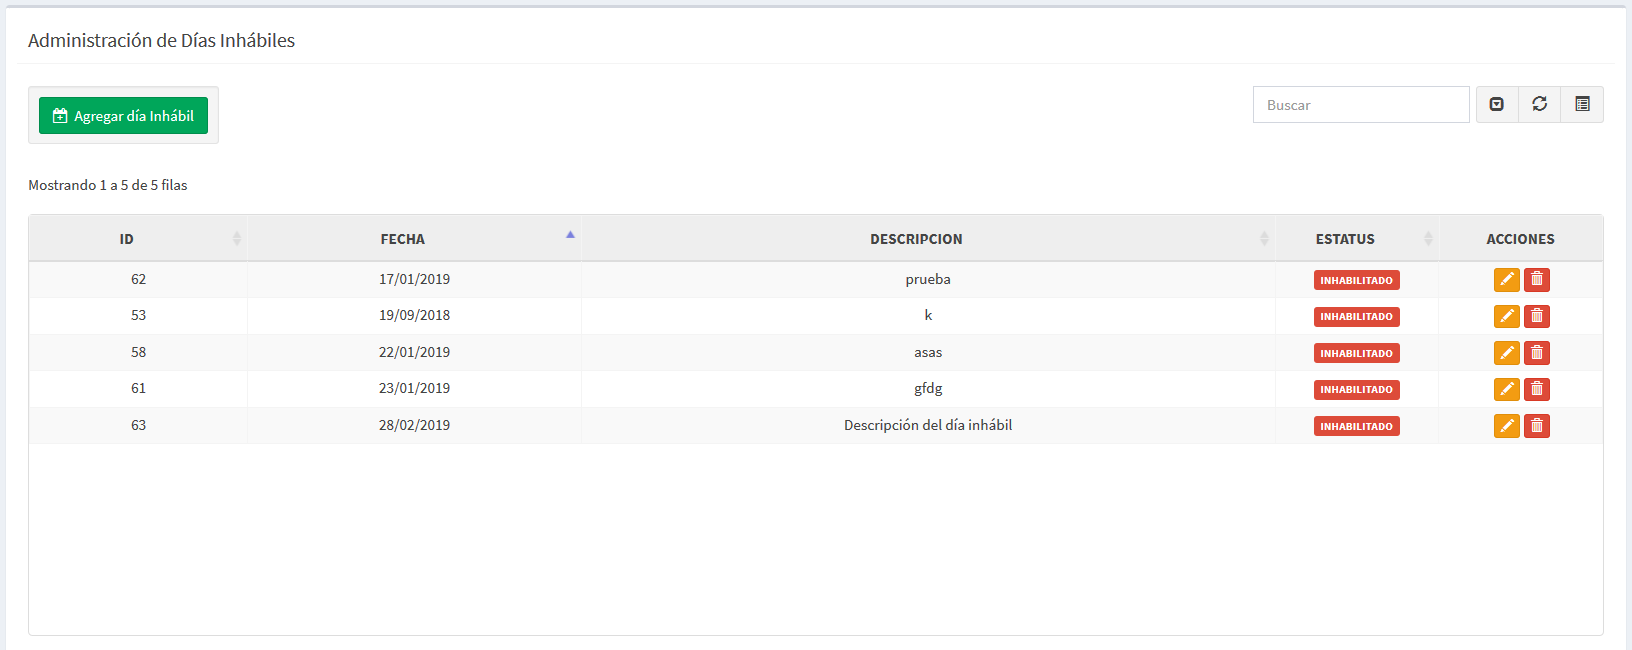 Administración de Días Inhábiles
Agregar día Inhábil
Buscar
Mostrando 1 a 5 de 5 filas
ID FECHA DESCRIPCION ESTATUS ACCIONES
62 17/01/2019 prueba INHABILITADO
53 19/09/2018 k INHABILITADO
58 22/01/2019 asas INHABILITADO
61 23/01/2019 gfdg INHABILITADO
63 28/02/2019 Descripción del día inhábil INHABILITADO